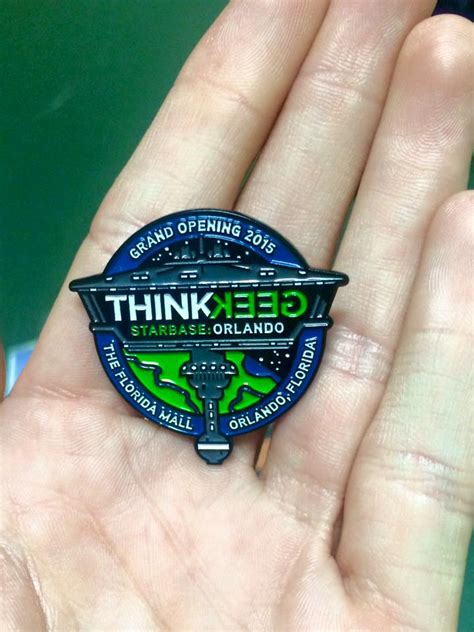 GRAND OPENING 2015
THINKGEEK
STARBASE: ORLANDO
THE FLORIDA MALL
ORLANDO, FLORIDA